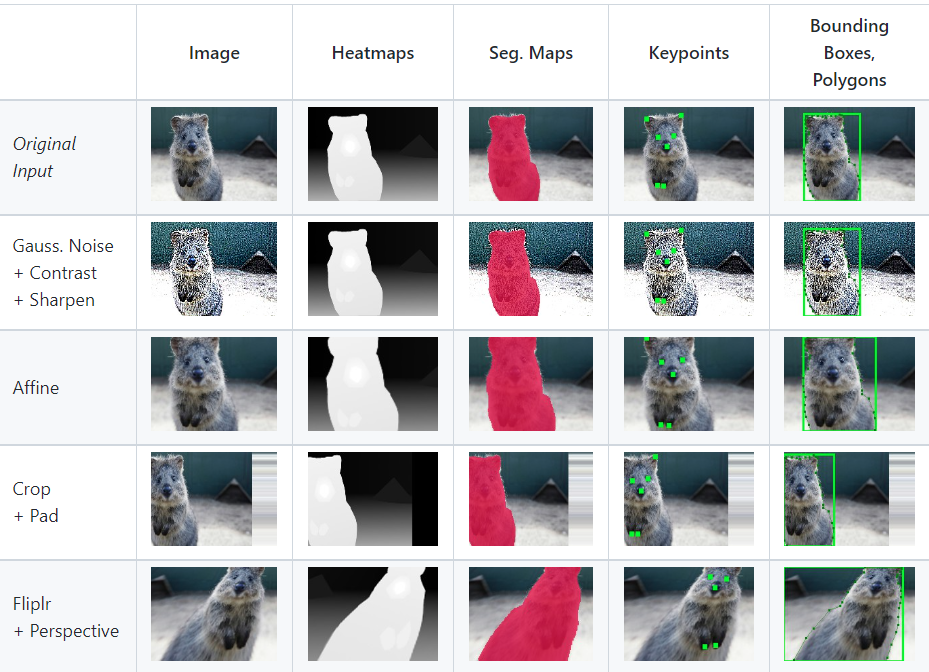 Image
Heatmaps
Seg. Maps
Keypoints
Bounding
Boxes,
Polygons
Original
Input
Gauss. Noise
+ Contrast
+ Sharpen
Affine
Crop
+ Pad
Fliplr
+ Perspective